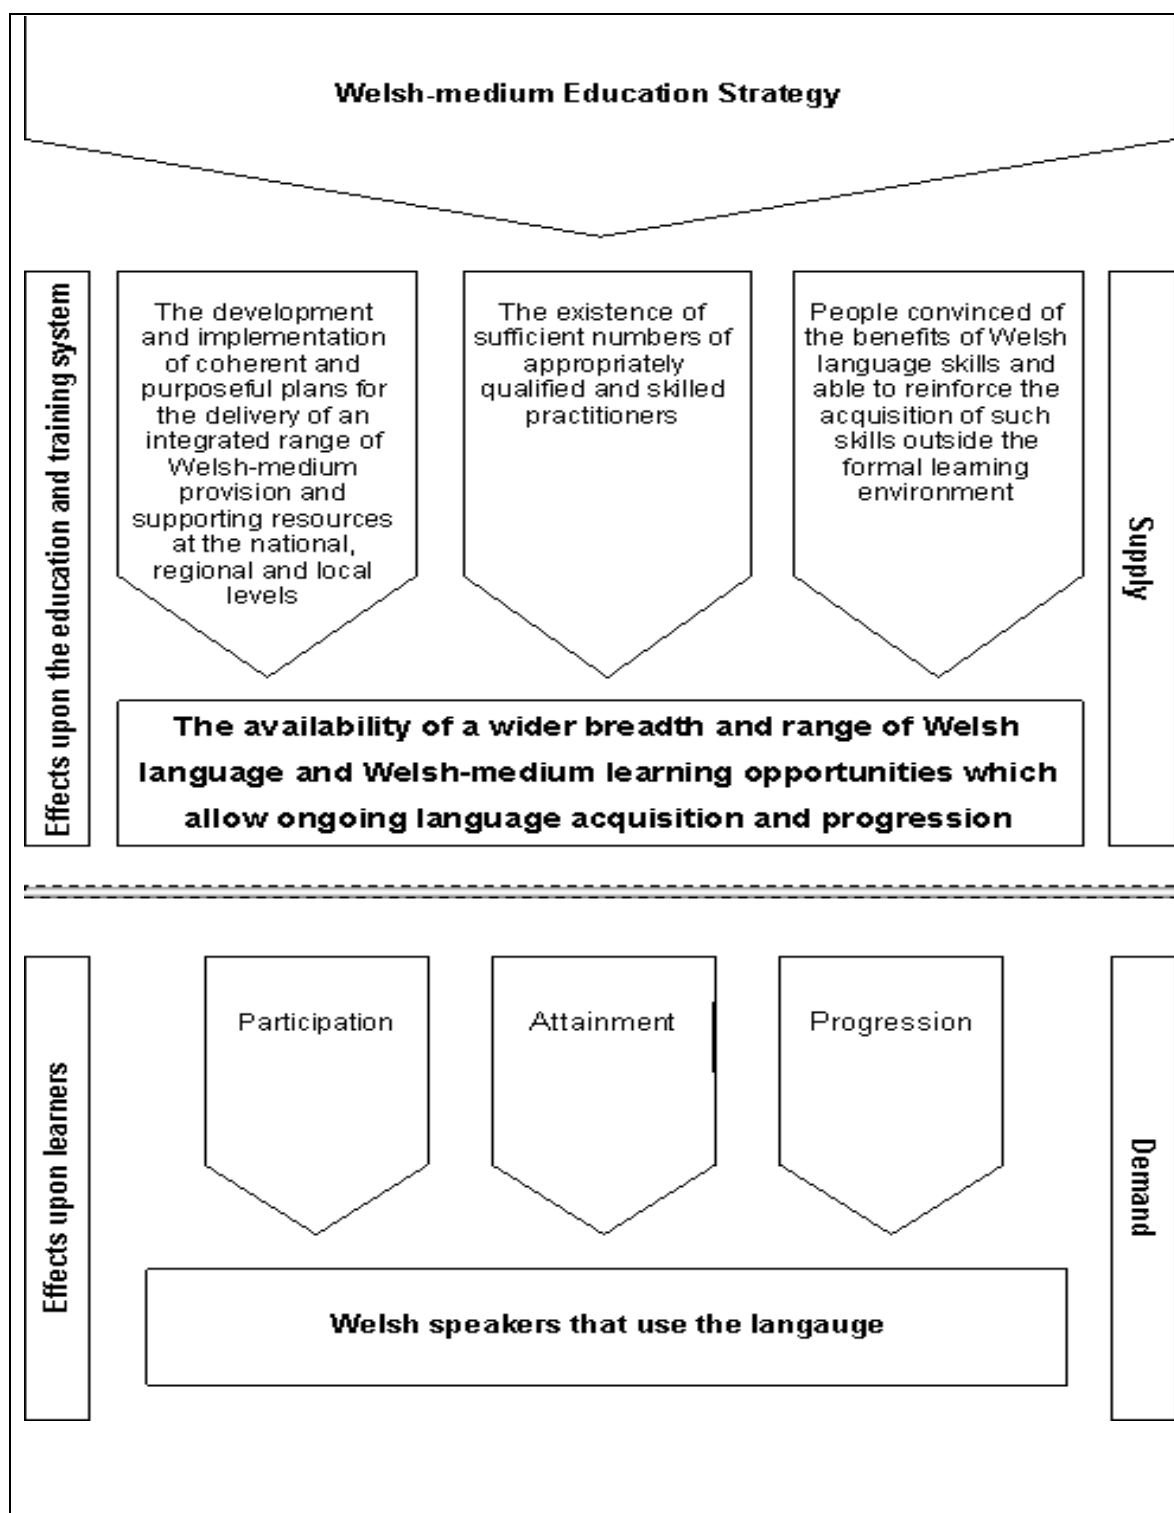 Welsh-medium Education Strategy
Effects upon the education and training system
The development
and implementation
of coherent and
purposeful plans for
the delivery of an
integrated range of
Welsh-medium
provision and
supporting resources
at the national,
regional and local
levels
The existence of
sufficient numbers of
appropriately
qualified and skilled
practitioners
People convinced of
the benefits of Welsh
language skills and
able to reinforce the
acquisition of such
skills outside the
formal learning
environment
Supply
The availability of a wider breadth and range of Welsh
language and Welsh-medium learning opportunities which
allow ongoing language acquisition and progression
Effects upon learners
Participation
Attainment
Progression
Demand
Welsh speakers that use the langauge